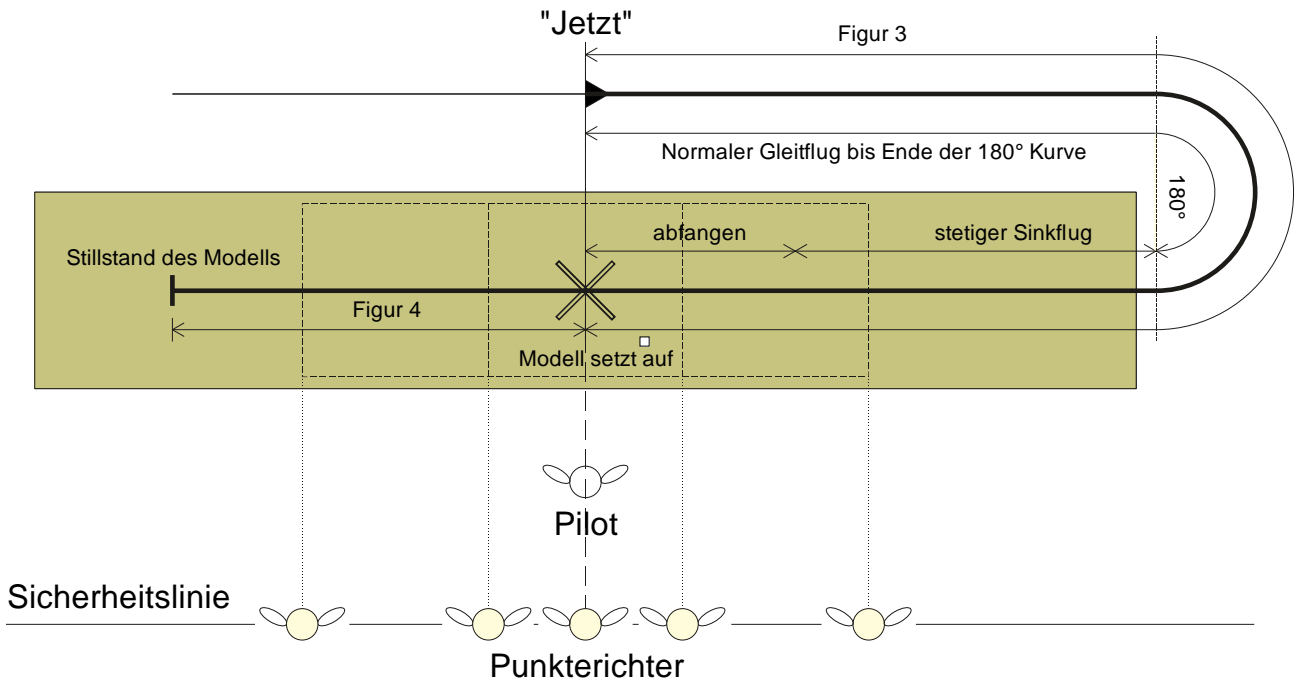 "Jetzt"
Figur 3
Normaler Gleitflug bis Ende der 180° Kurve
180°
abfangen
stetiger Sinkflug
Stillstand des Modells
Figur 4
Modell setzt auf
Pilot
Sicherheitslinie
Punkterichter